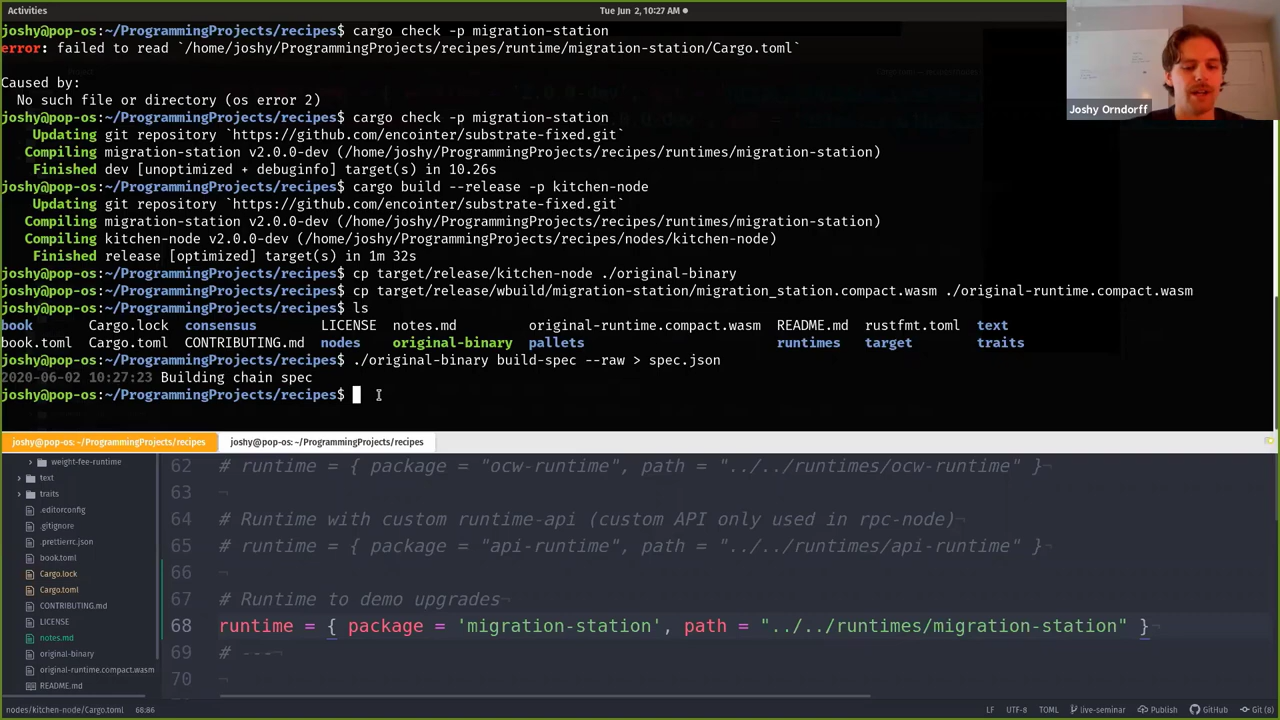 Activities
Tue Jun 2, 10:27 AM
joshy@pop-os:~/ProgrammingProjects/recipes$ cargo check -p migration-station
error: failed to read `/home/joshy/ProgrammingProjects/recipes/runtime/migration-station/Cargo.toml`
Caused by:
No such file or directory (os error 2)
joshy@pop-os:~/ProgrammingProjects/recipes$ cargo check -p migration-station
Updating git repository `https://github.com/encointer/substrate-fixed.git`
Compiling migration-station v2.0.0-dev (/home/joshy/ProgrammingProjects/recipes/runtimes/migration-station)
Finished dev [unoptimized + debuginfo] target(s) in 10.26s
joshy@pop-os:~/ProgrammingProjects/recipes$ cargo build --release -p kitchen-node
Updating git repository `https://github.com/encointer/substrate-fixed.git`
Compiling migration-station v2.0.0-dev (/home/joshy/ProgrammingProjects/recipes/runtimes/migration-station)
Compiling kitchen-node v2.0.0-dev (/home/joshy/ProgrammingProjects/recipes/nodes/kitchen-node)
Finished release [optimized] target(s) in 1m 32s
joshy@pop-os:~/ProgrammingProjects/recipes$ cp target/release/kitchen-node ./original-binary
joshy@pop-os:~/ProgrammingProjects/recipes$ cp target/release/wbuild/migration-station/migration_station.compact.wasm ./original-runtime.compact.wasm
joshy@pop-os:~/ProgrammingProjects/recipes$ ls
book Cargo.lock consensus LICENSE notes.md original-runtime.compact.wasm README.md rustfmt.toml text
book.toml Cargo.toml CONTRIBUTING.md nodes original-binary pallets runtimes target traits
joshy@pop-os:~/ProgrammingProjects/recipes$ ./original-binary build-spec --raw > spec.json
2020-06-02 10:27:23 Building chain spec
joshy@pop-os:~/ProgrammingProjects/recipes$
Joshy Orndorff
joshy@pop-os: ~/ProgrammingProjects/recipes
joshy@pop-os: ~/ProgrammingProjects/recipes
weight-fee-runtime
text
traits
.editorconfig
.gitignore
.prettierrc.json
book.toml
Cargo.lock
Cargo.toml
CONTRIBUTING.md
LICENSE
notes.md
original-binary
original-runtime.compact.wasm
README.md
62 # runtime = { package = "ocw-runtime", path = "../../runtimes/ocw-runtime" }¬
63 ¬
64 # Runtime with custom runtime-api (custom API only used in rpc-node)¬
65 # runtime = { package = "api-runtime", path = "../../runtimes/api-runtime" }¬
66 ¬
67 # Runtime to demo upgrades¬
68 runtime = { package = 'migration-station', path = "../../runtimes/migration-station" }¬
69 # ---¬
70 ¬
nodes/kitchen-node/Cargo.toml 68:86
LF UTF-8 TOML live-seminar Publish GitHub Git (8)